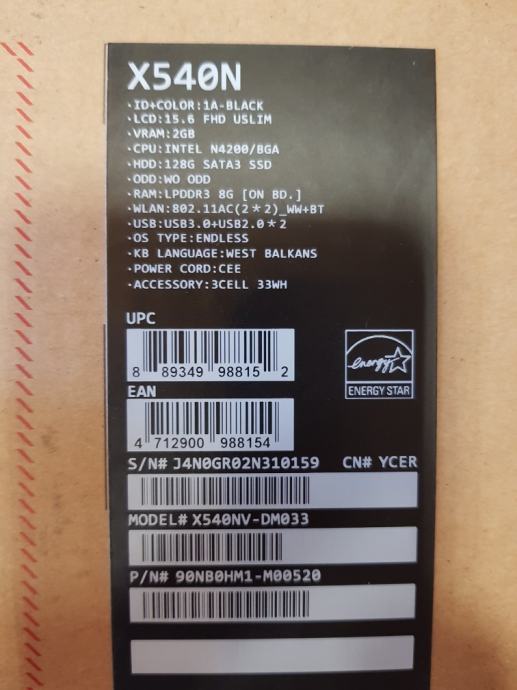 X540N
·ID+COLOR:1A-BLACK
·LCD:15.6 FHD USLIM
·VRAM:2GB
·CPU:INTEL N4200/BGA
·HDD:128G SATA3 SSD
·ODD:WO ODD
·RAM:LPDDR3 8G [ON BD.]
·WLAN:802.11AC(2*2)_WW+BT
·USB:USB3.0+USB2.0*2
·OS TYPE:ENDLESS
·KB LANGUAGE:WEST BALKANS
·POWER CORD:CEE
·ACCESSORY:3CELL 33WH
UPC
8 89349 98815 2
energy
ENERGY STAR
EAN
4 712900 988154
S/N# J4N0GR02N310159 CN# YCER
MODEL# X540NV-DM033
P/N# 90NB0HM1-M00520